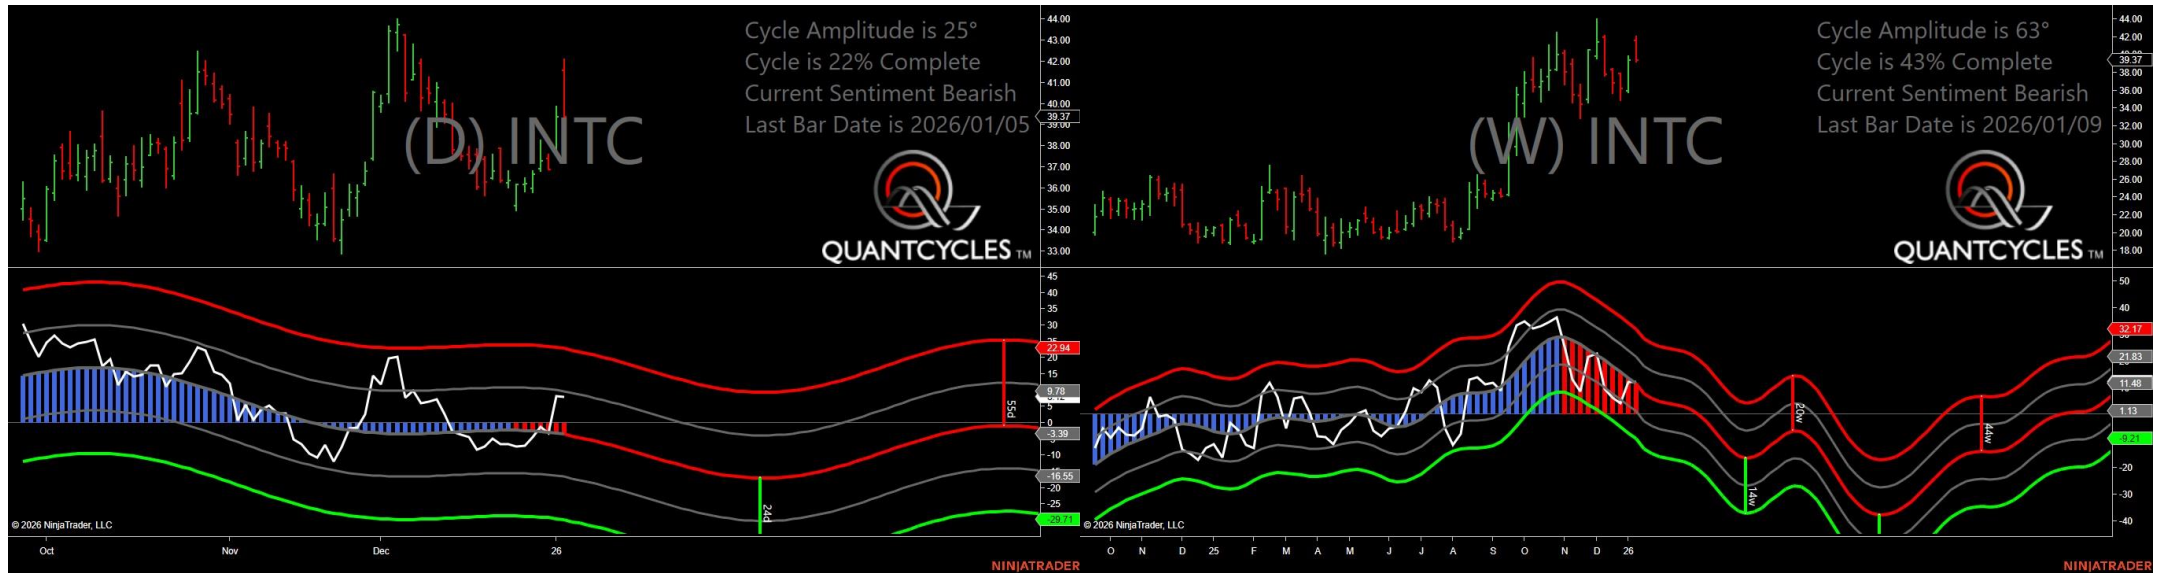 Cycle Amplitude is 25°
Cycle is 22% Complete
Current Sentiment Bearish
Last Bar Date is 2026/01/05
(D) INTC
QUANTCYCLES TM
44.00
43.00
42.00
41.00
40.00
39.37
39.00
38.00
37.00
36.00
35.00
34.00
33.00
45
40
35
30
25
22.94
20
15
9.78
5
0
-3.39
-10
-16.55
-20
-25
-29.71
55d
24d
© 2026 NinjaTrader, LLC
Oct Nov Dec 26
NINJATRADER
Cycle Amplitude is 63°
Cycle is 43% Complete
Current Sentiment Bearish
Last Bar Date is 2026/01/09
(W) INTC
QUANTCYCLES TM
44.00
42.00
39.37
38.00
36.00
34.00
32.00
30.00
28.00
26.00
24.00
22.00
20.00
18.00
50
40
32.17
21.83
11.48
1.13
-9.21
-20
-30
-40
20w
44w
14w
© 2026 NinjaTrader, LLC
O N D 25 F M A M J J A S O N D 26
NINJATRADER